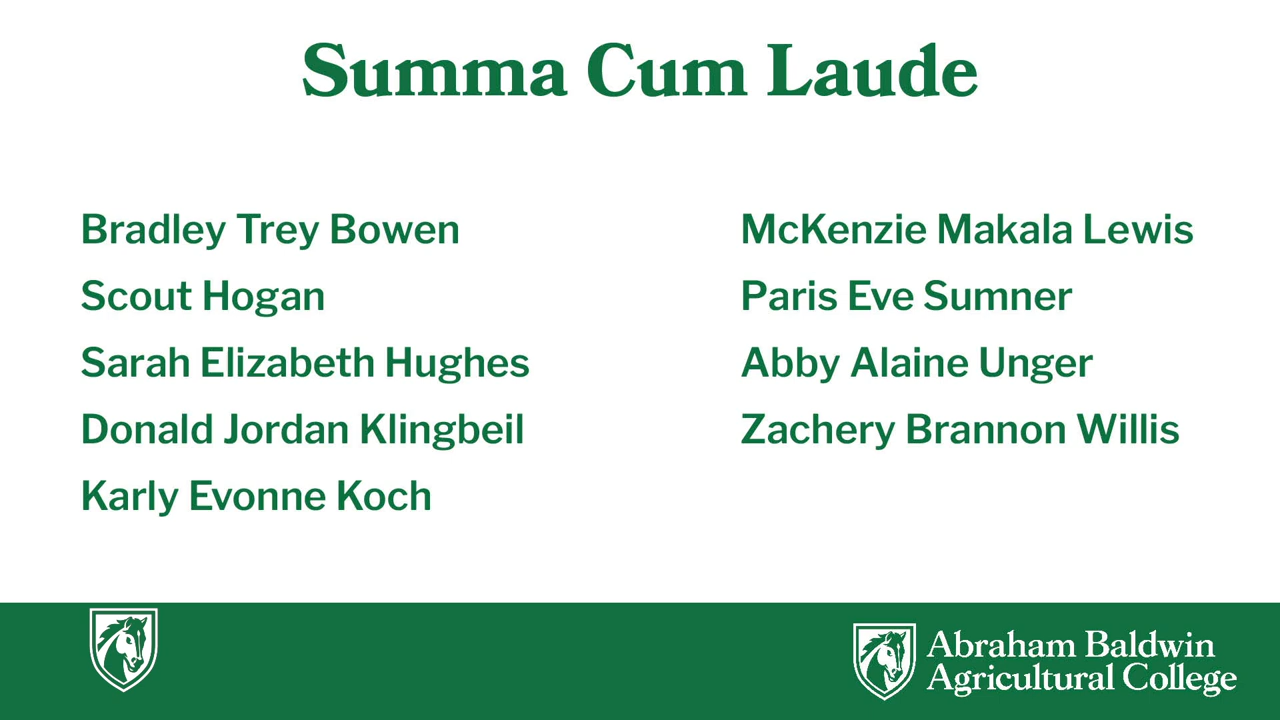 Summa Cum Laude
Bradley Trey Bowen
Scout Hogan
Sarah Elizabeth Hughes
Donald Jordan Klingbeil
Karly Evonne Koch
McKenzie Makala Lewis
Paris Eve Sumner
Abby Alaine Unger
Zachery Brannon Willis
Abraham Baldwin
Agricultural College